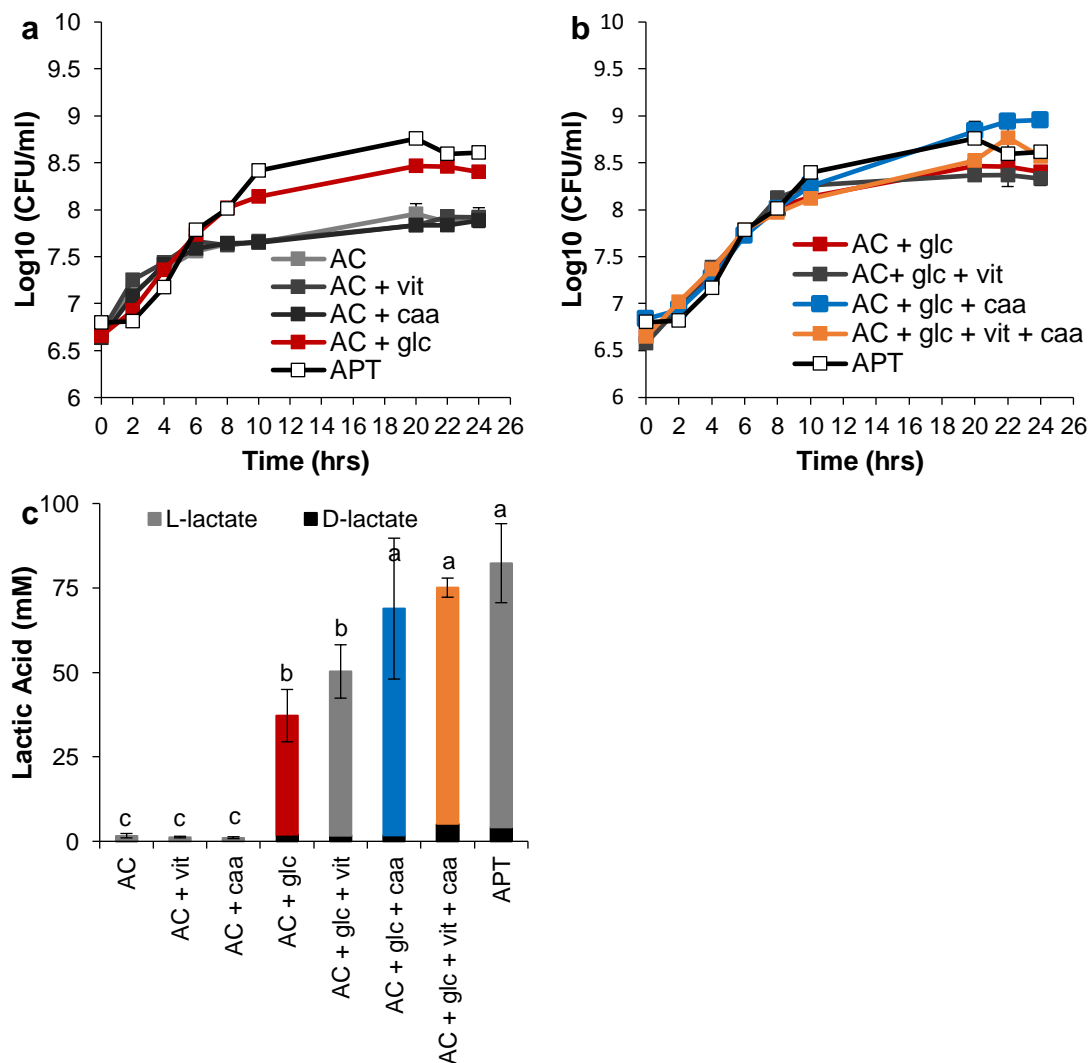 a
Log10 (CFU/ml)
10
9.5
9
8.5
8
7.5
7
6.5
6
0 2 4 6 8 10 12 14 16 18 20 22 24 26
Time (hrs)
AC
AC + vit
AC + caa
AC + glc
APT
b
Log10 (CFU/ml)
10
9.5
9
8.5
8
7.5
7
6.5
6
0 2 4 6 8 10 12 14 16 18 20 22 24 26
Time (hrs)
AC + glc
AC+ glc + vit
AC + glc + caa
AC + glc + vit + caa
APT
c
L-lactate D-lactate
Lactic Acid (mM)
100
75
50
25
0
c c c b b a a a
AC
AC + vit
AC + caa
AC + glc
AC + glc + vit
AC + glc + caa
AC + glc + vit + caa
APT